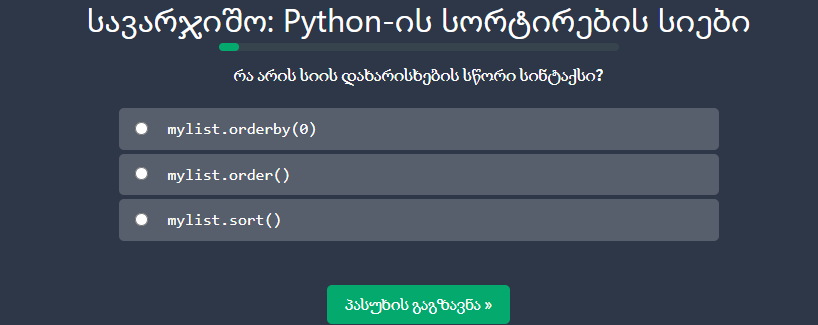 სავარჯიშო: Python-ის სორტირების სიები
რა არის სიის დახარისხების სწორი სინტაქსი?
mylist.orderby(0)
mylist.order()
mylist.sort()
პასუხის გაგზავნა »